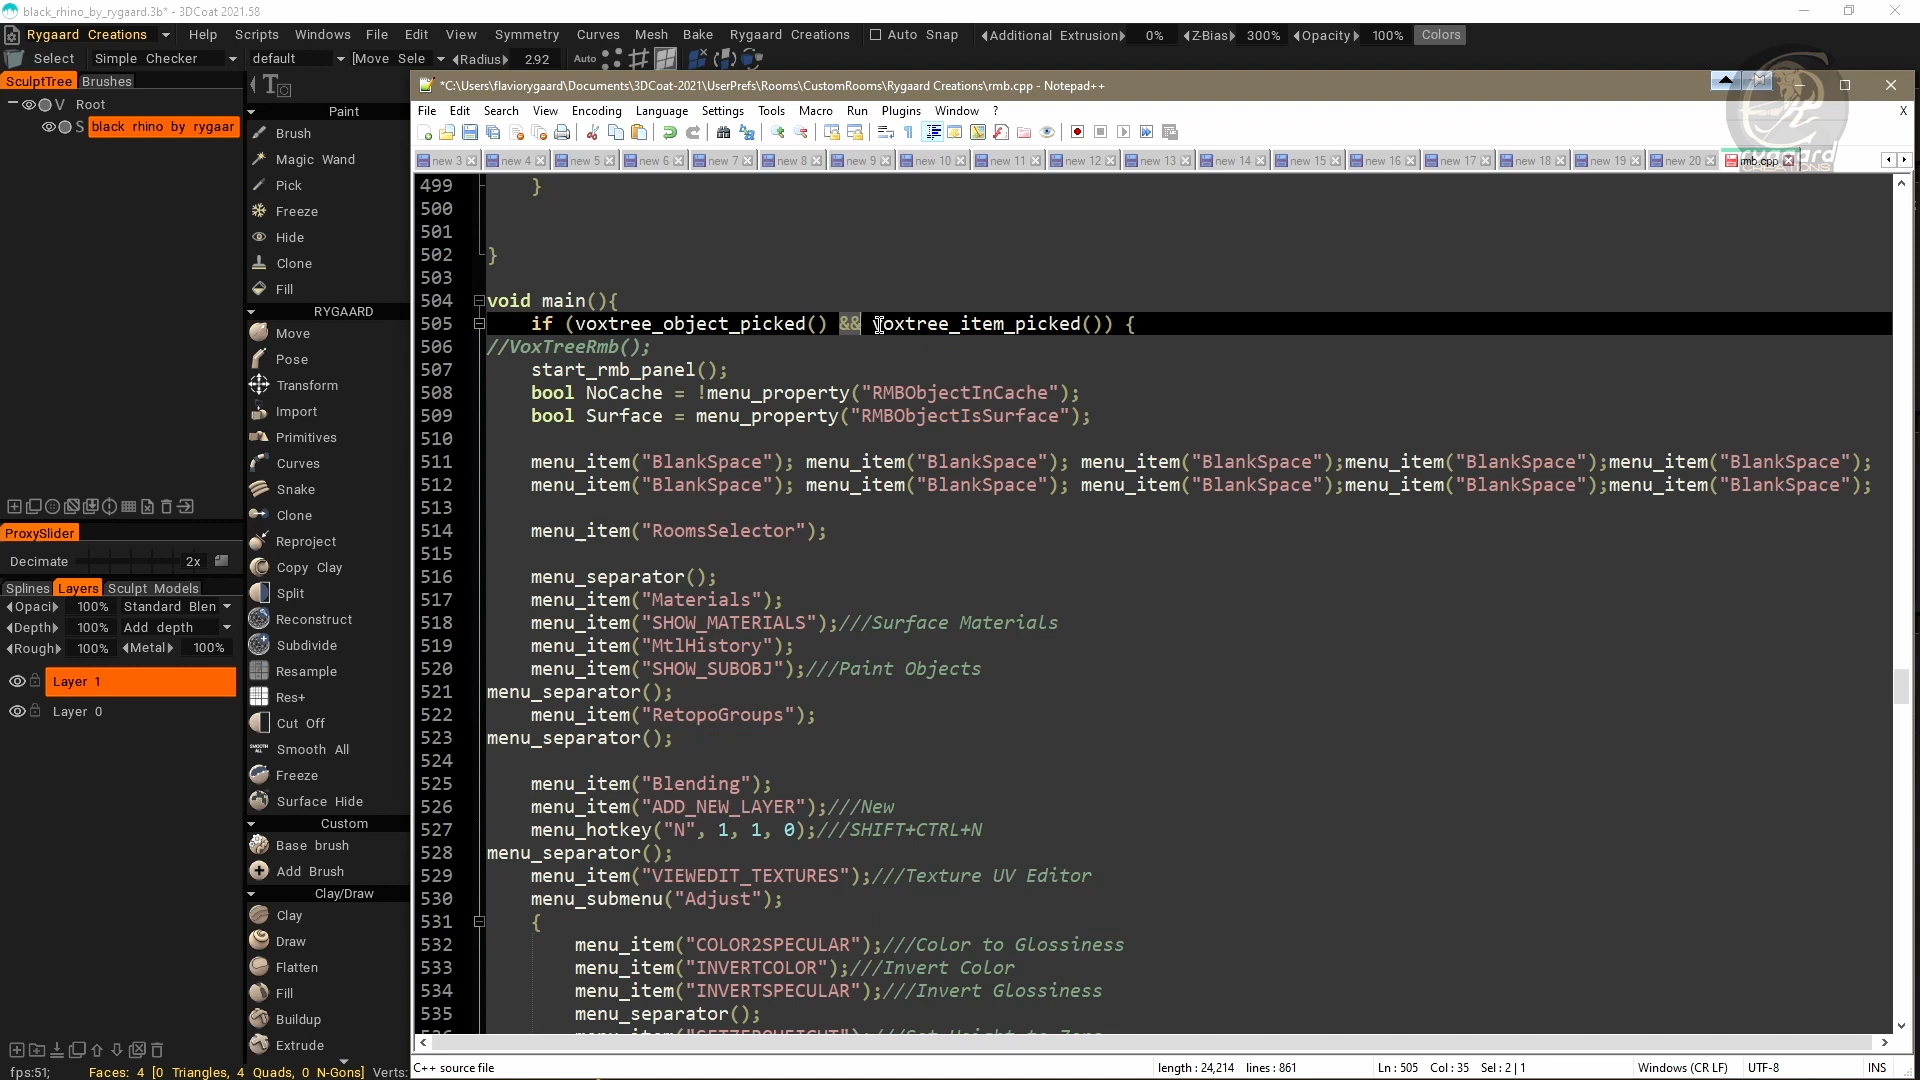 black_rhino_by_rygaard.3b* - 3DCoat 2021.58
Rygaard Creations Help Scripts Windows File Edit View Symmetry Curves Mesh Bake Rygaard Creations Auto Snap Additional Extrusion 0% Z-Bias 300% Opacity 100% Colors
Select Simple Checker default [Move Sele Radius 2.92 Auto
SculptTree Brushes
V Root
S black rhino by rygaar
ProxySlider
Decimate 2x
Splines Layers Sculpt Models
Opaci 100% Standard Blen
Depth 100% Add depth
Rough 100% Metal 100%
Layer 1
Layer 0
fps:51; Faces: 4 [0 Triangles, 4 Quads, 0 N-Gons] Verts:
Paint
Brush
Magic Wand
Pick
Freeze
Hide
Clone
Fill
RYGAARD
Move
Pose
Transform
Import
Primitives
Curves
Snake
Clone
Reproject
Copy Clay
Split
Reconstruct
Subdivide
Resample
Res+
Cut Off
Smooth All
Freeze
Surface Hide
Custom
Base brush
Add Brush
Clay/Draw
Clay
Draw
Flatten
Fill
Buildup
Extrude
*C:\Users\flaviorygaard\Documents\3DCoat-2021\UserPrefs\Rooms\CustomRooms\Rygaard Creations\rmb.cpp - Notepad++
File Edit Search View Encoding Language Settings Tools Macro Run Plugins Window ? X
new 3 new 4 new 5 new 6 new 7 new 8 new 9 new 10 new 11 new 12 new 13 new 14 new 15 new 16 new 17 new 18 new 19 new 20 rmb.cpp
rygaard
CREATIONS
499 }
500
501
502 }
503
504 void main(){
505 if (voxtree_object_picked() && voxtree_item_picked()) {
506 //VoxTreeRmb();
507 start_rmb_panel();
508 bool NoCache = !menu_property("RMBObjectInCache");
509 bool Surface = menu_property("RMBObjectIsSurface");
510
511 menu_item("BlankSpace"); menu_item("BlankSpace"); menu_item("BlankSpace");menu_item("BlankSpace");menu_item("BlankSpace");
512 menu_item("BlankSpace"); menu_item("BlankSpace"); menu_item("BlankSpace");menu_item("BlankSpace");menu_item("BlankSpace");
513
514 menu_item("RoomsSelector");
515
516 menu_separator();
517 menu_item("Materials");
518 menu_item("SHOW_MATERIALS");///Surface Materials
519 menu_item("MtlHistory");
520 menu_item("SHOW_SUBOBJ");///Paint Objects
521 menu_separator();
522 menu_item("RetopoGroups");
523 menu_separator();
524
525 menu_item("Blending");
526 menu_item("ADD_NEW_LAYER");///New
527 menu_hotkey("N", 1, 1, 0);///SHIFT+CTRL+N
528 menu_separator();
529 menu_item("VIEWEDIT_TEXTURES");///Texture UV Editor
530 menu_submenu("Adjust");
531 {
532 menu_item("COLOR2SPECULAR");///Color to Glossiness
533 menu_item("INVERTCOLOR");///Invert Color
534 menu_item("INVERTSPECULAR");///Invert Glossiness
535 menu_separator();
C++ source file length : 24,214 lines : 861 Ln : 505 Col : 35 Sel : 2 | 1 Windows (CR LF) UTF-8 INS